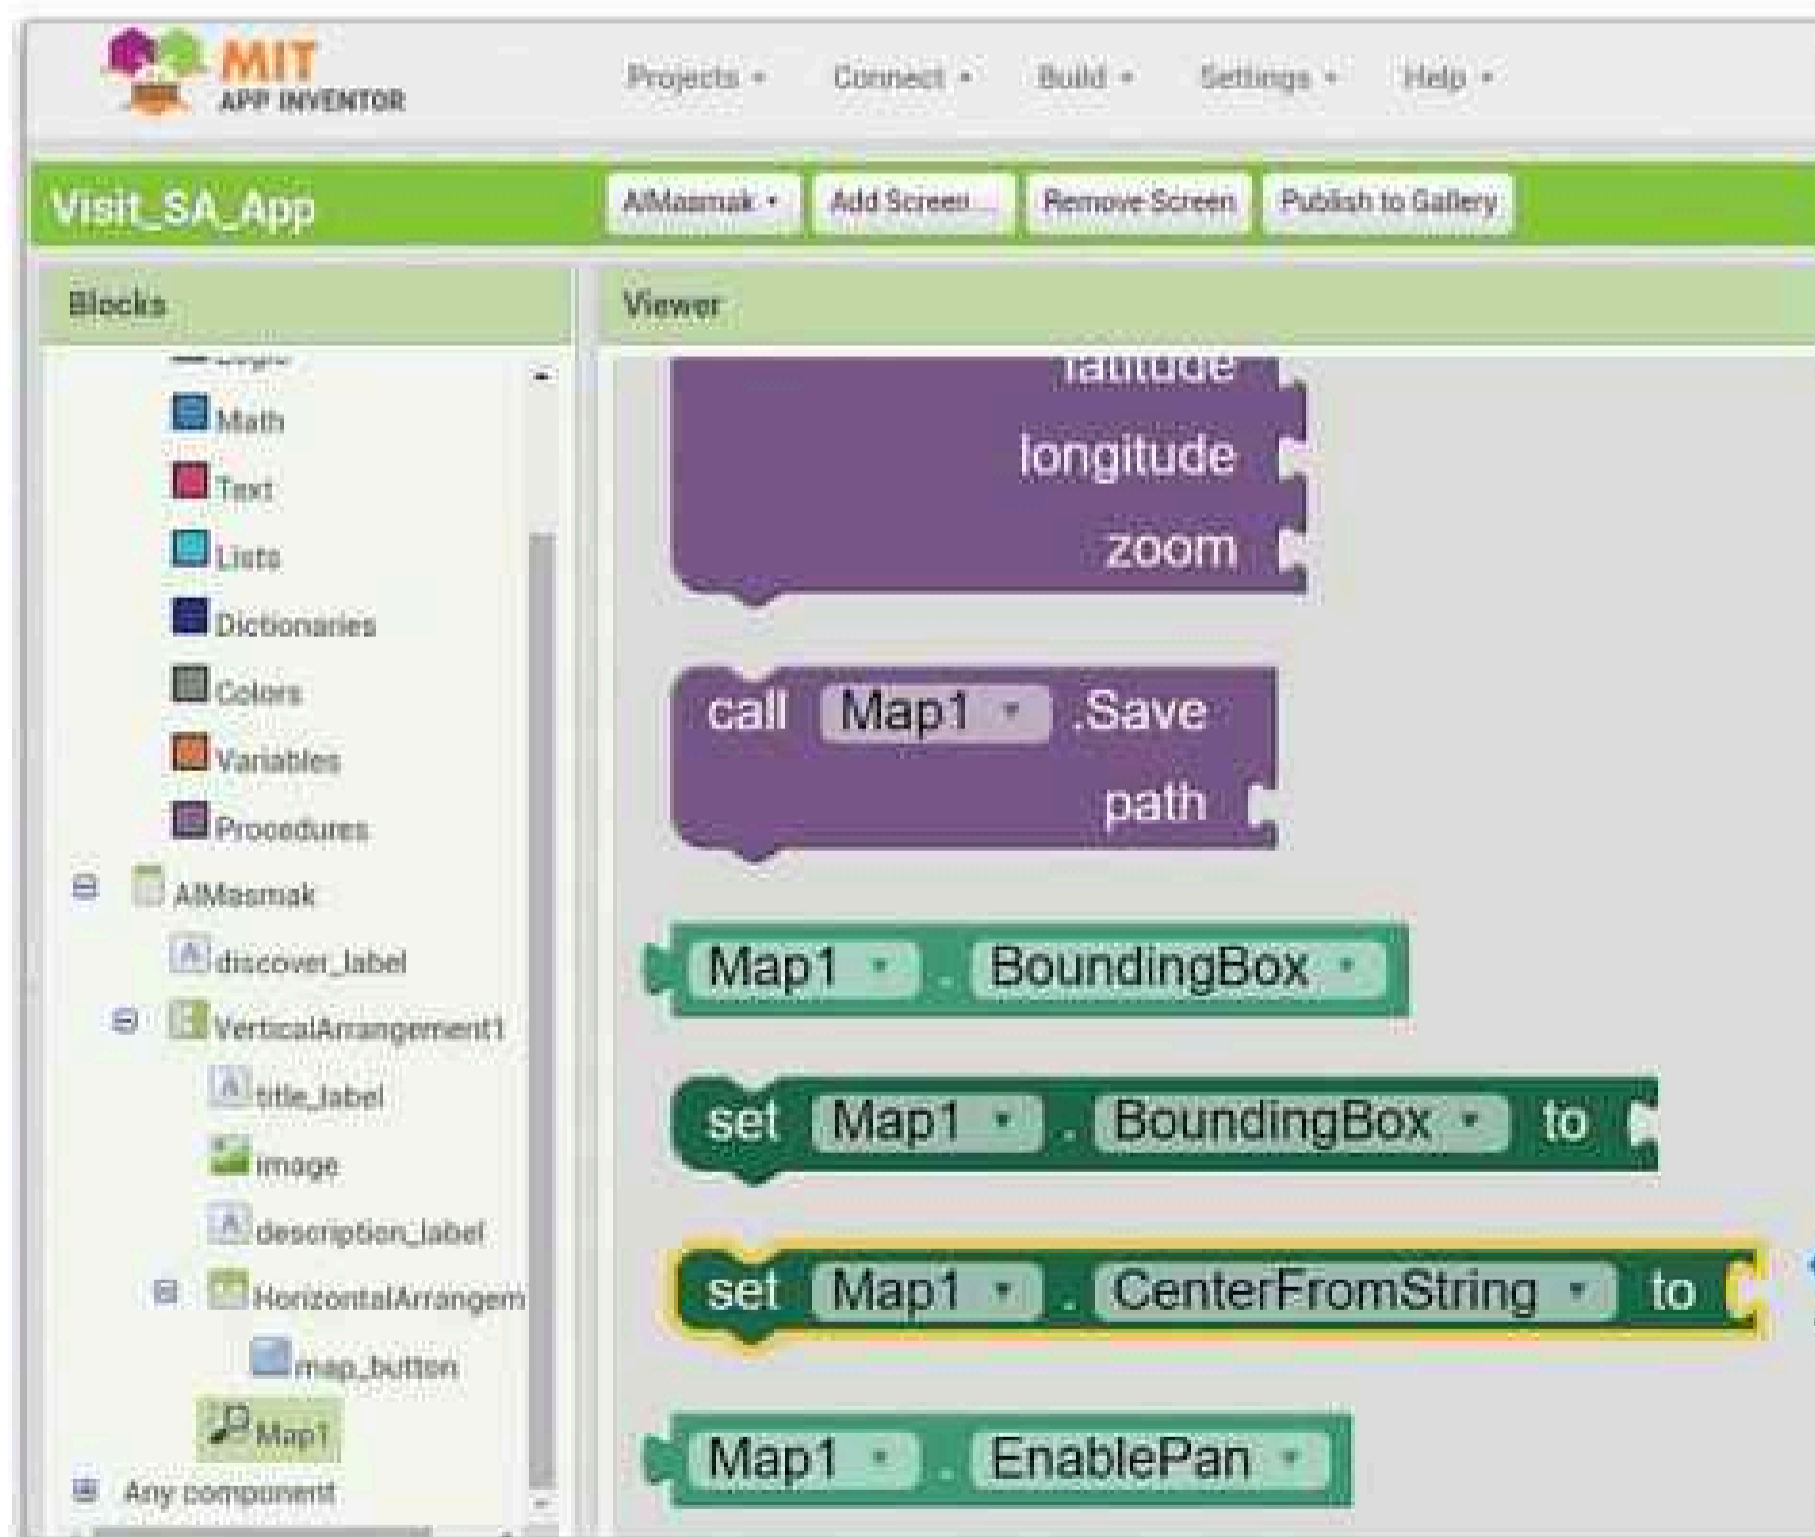 MIT
APP INVENTOR
Projects Connect Build Settings Help
Visit_SA_App
AlMasmak Add Screen ... Remove Screen Publish to Gallery
Blocks
Viewer
Math
Text
Lists
Dictionaries
Colors
Variables
Procedures
AlMasmak
discover_label
VerticalArrangement1
title_label
image
description_label
HorizontalArrangem
map_button
Map1
Any component
latitude
longitude
zoom
call Map1 .Save
path
Map1 . BoundingBox
set Map1 . BoundingBox to
set Map1 . CenterFromString to
Map1 . EnablePan